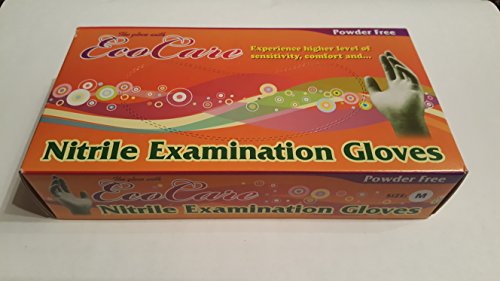 The glove with
Powder Free
EcoCare
Experience higher level of
sensitivity, comfort and...
Nitrile Examination Gloves
The glove with
Powder Free
EcoCare
SIZE: M
Nitrile Examination Gloves